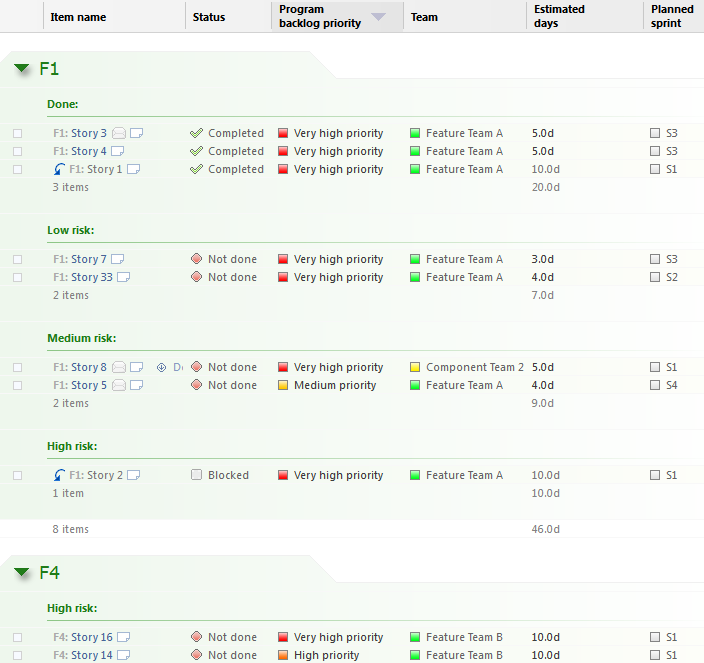 Item name Status Program backlog priority Team Estimated days Planned sprint
F1
Done:
F1: Story 3 Completed Very high priority Feature Team A 5.0d S3
F1: Story 4 Completed Very high priority Feature Team A 5.0d S3
F1: Story 1 Completed Very high priority Feature Team A 10.0d S1
3 items 20.0d
Low risk:
F1: Story 7 Not done Very high priority Feature Team A 3.0d S3
F1: Story 33 Not done Very high priority Feature Team A 4.0d S2
2 items 7.0d
Medium risk:
F1: Story 8 Not done Very high priority Component Team 2 5.0d S1
F1: Story 5 Not done Medium priority Feature Team A 4.0d S4
2 items 9.0d
High risk:
F1: Story 2 Blocked Very high priority Feature Team A 10.0d S1
1 item 10.0d
8 items 46.0d
F4
High risk:
F4: Story 16 Not done Very high priority Feature Team B 10.0d S1
F4: Story 14 Not done High priority Feature Team B 10.0d S1